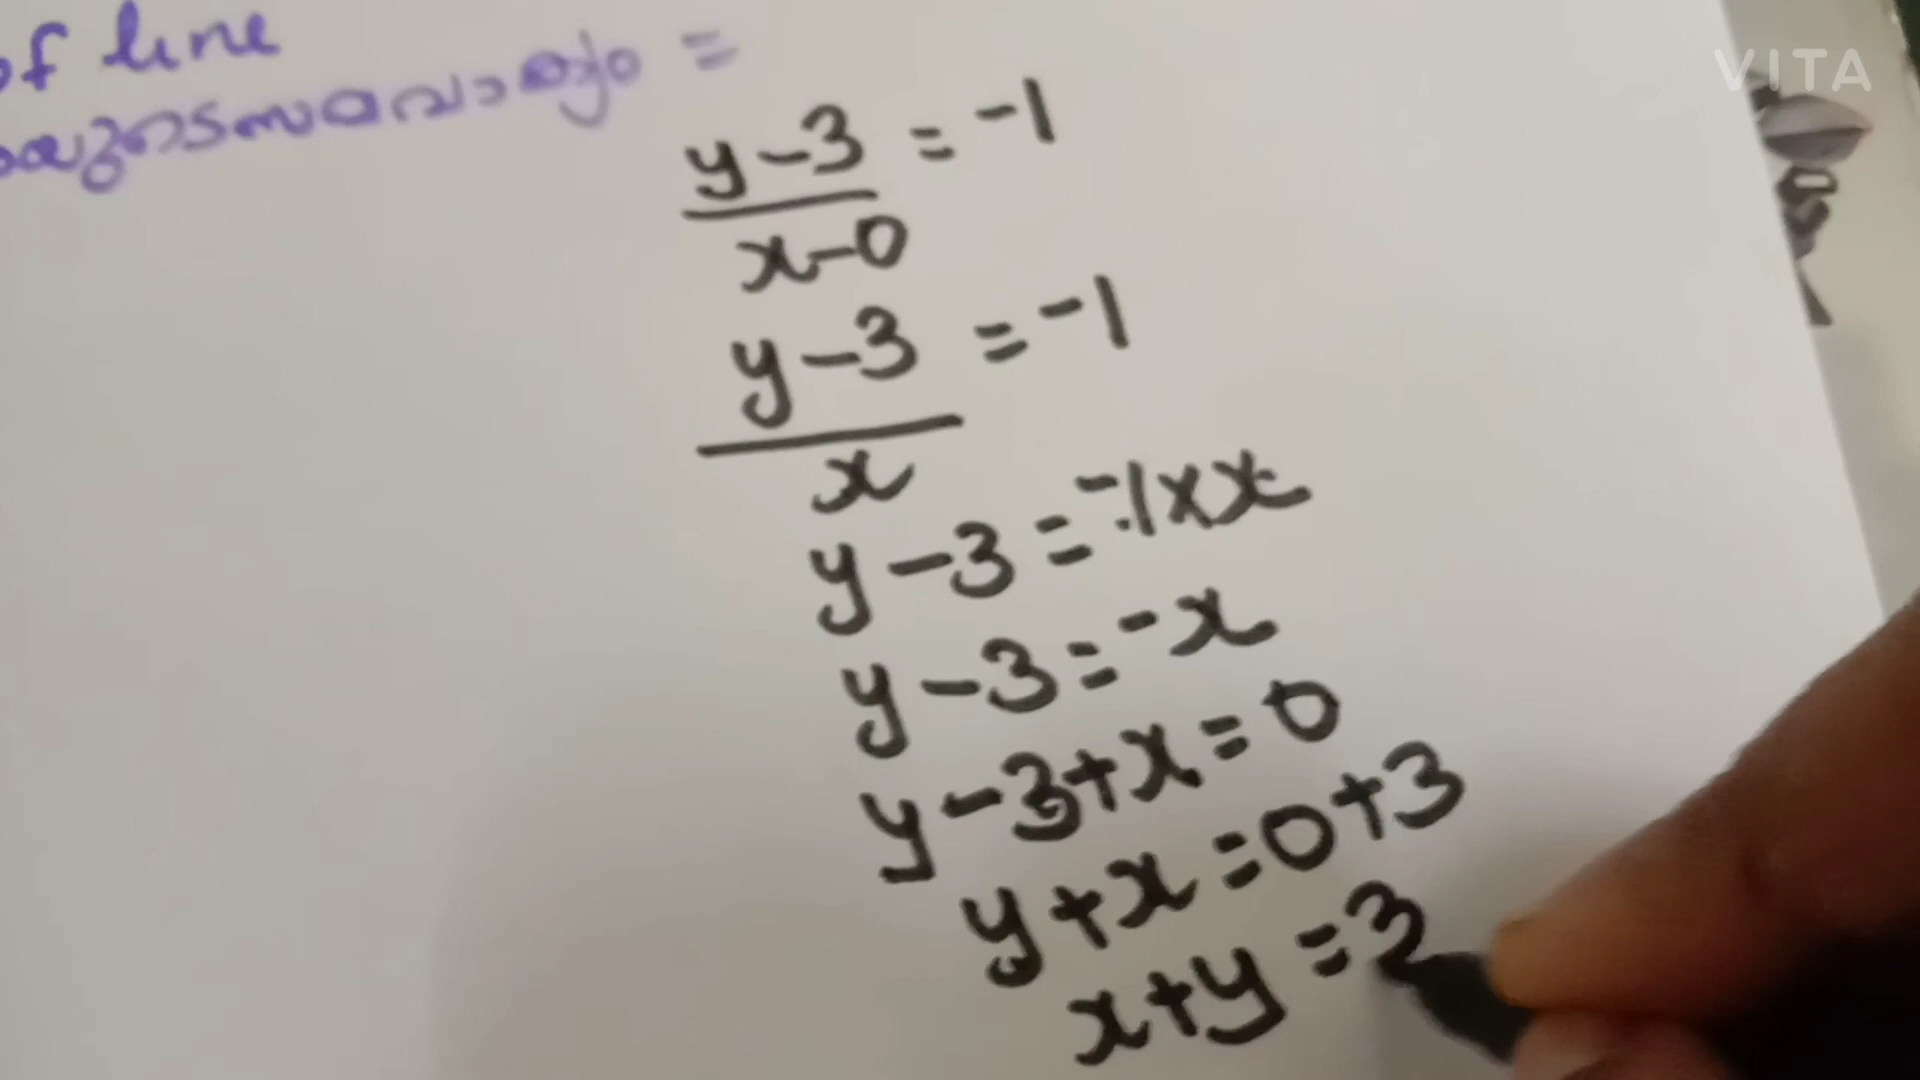 of line
യുടെ സമവാക്യം =
VITA
y-3 = -1
x-0
y-3 = -1
x
y-3 = -1×x
y-3 = -x
y-3+x = 0
y+x = 0+3
x+y = 3